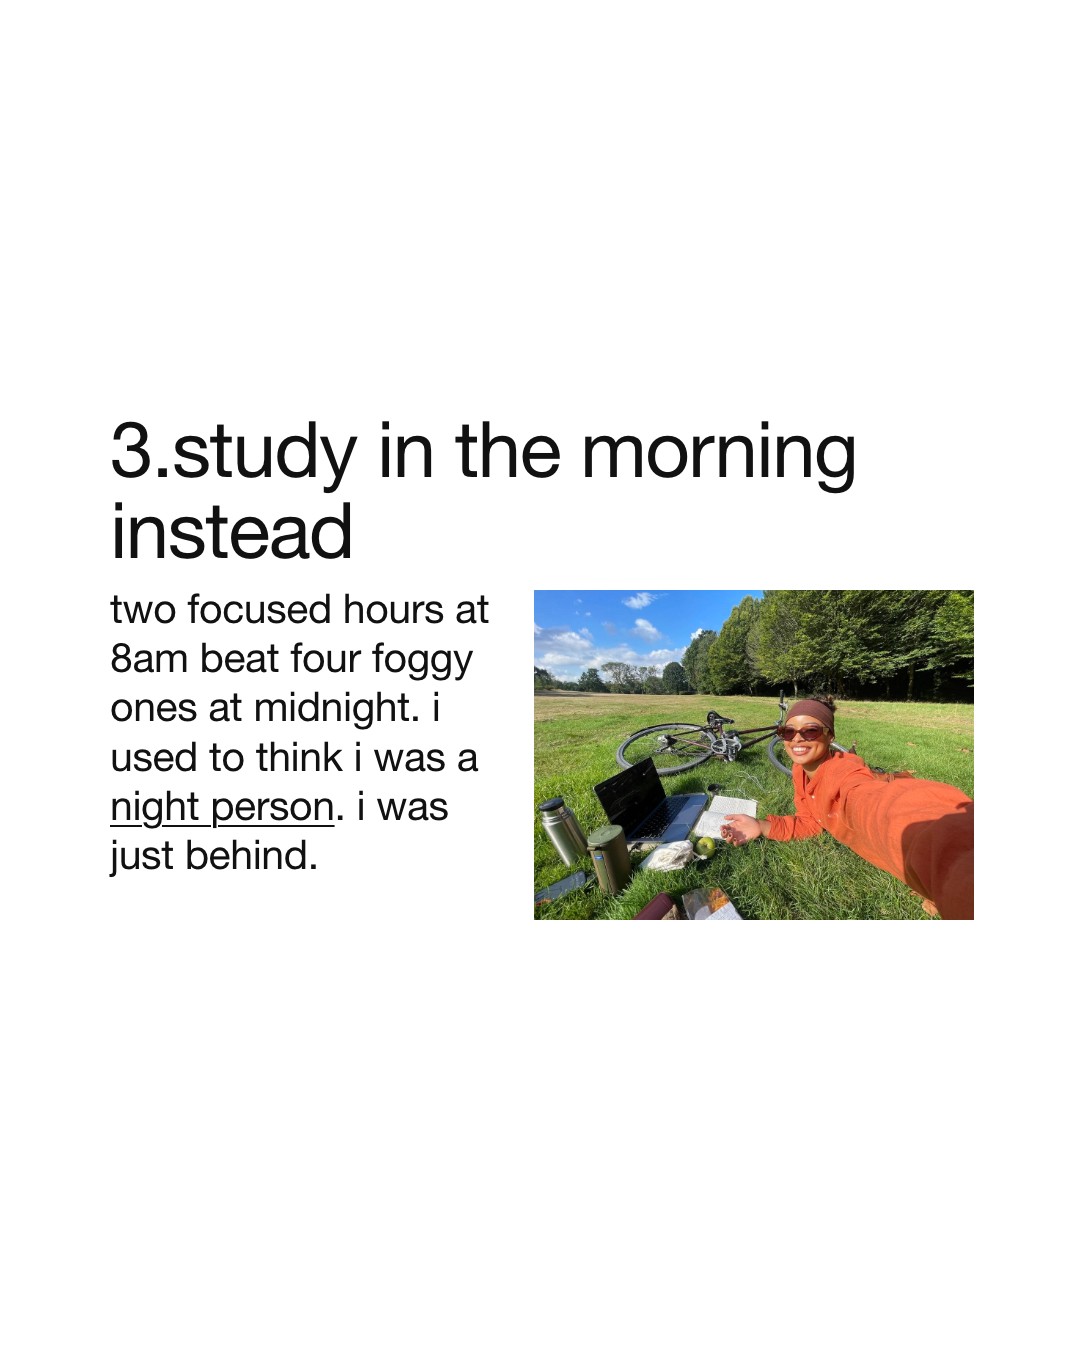 3.study in the morning
instead
two focused hours at
8am beat four foggy
ones at midnight. i
used to think i was a
night person. i was
just behind.